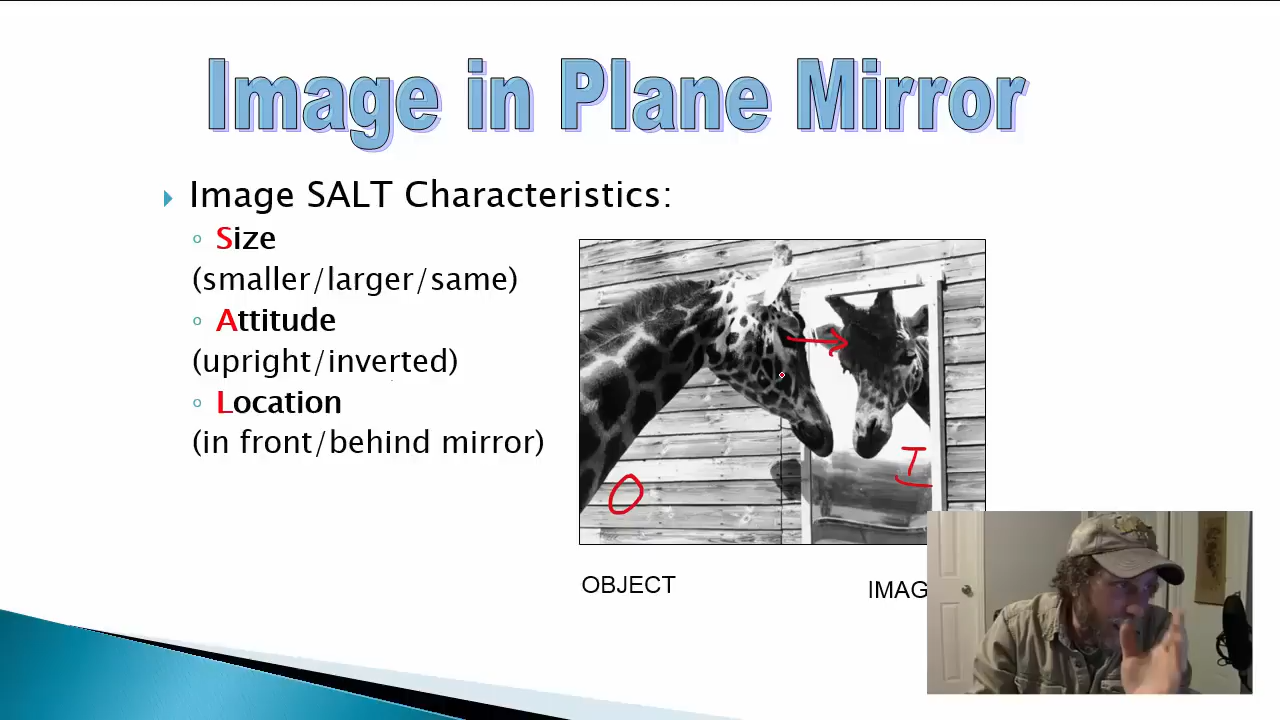 Image in Plane Mirror
Image SALT Characteristics:
Size
(smaller/larger/same)
Attitude
(upright/inverted)
Location
(in front/behind mirror)
O
I
OBJECT
IMAG